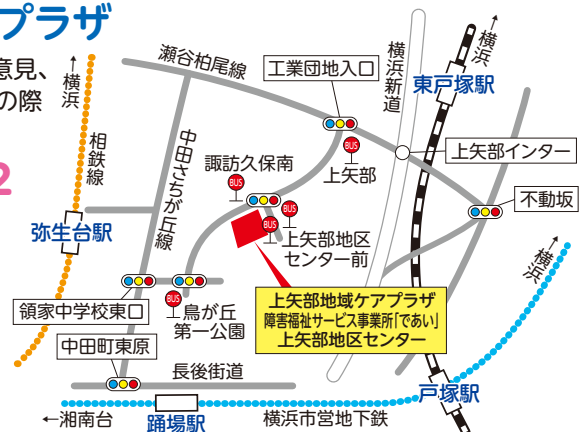 プラザ
意見、
の際
2
↑横浜
相鉄線
弥生台駅
瀬谷柏尾線
中田さちが丘線
工業団地入口
横浜新道
↑横浜
東戸塚駅
BUS
上矢部
上矢部インター
不動坂
諏訪久保南
BUS
BUS
BUS
上矢部地区
センター前
↑横浜
領家中学校東口
BUS
鳥が丘
第一公園
上矢部地域ケアプラザ
障害福祉サービス事業所「であい」
上矢部地区センター
中田町東原
長後街道
戸塚駅
←湘南台
踊場駅
横浜市営地下鉄